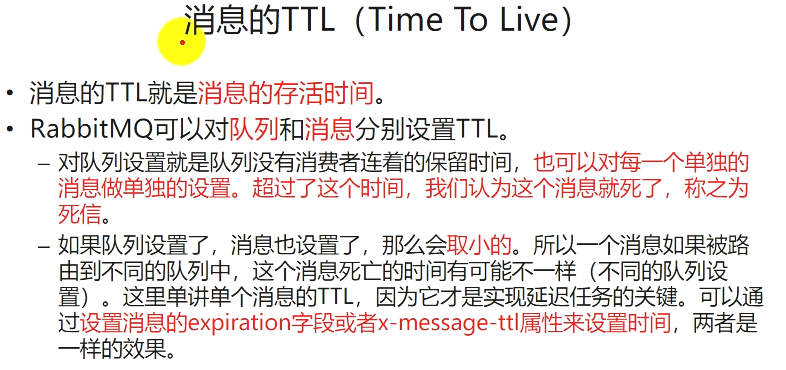 消息的TTL（Time To Live）
• 消息的TTL就是消息的存活时间。
• RabbitMQ可以对队列和消息分别设置TTL。
– 对队列设置就是队列没有消费者连着的保留时间，也可以对每一个单独的
消息做单独的设置。超过了这个时间，我们认为这个消息就死了，称之为
死信。
– 如果队列设置了，消息也设置了，那么会取小的。所以一个消息如果被路
由到不同的队列中，这个消息死亡的时间有可能不一样（不同的队列设
置）。这里单讲单个消息的TTL，因为它才是实现延迟任务的关键。可以通
过设置消息的expiration字段或者x-message-ttl属性来设置时间，两者是
一样的效果。